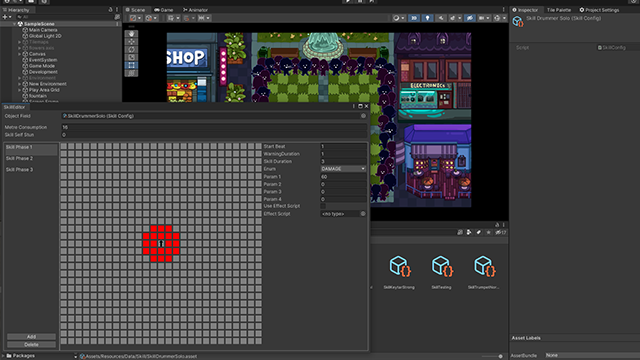 Hierarchy
Account
Inspector
Tile Palette
Project Settings
All
Scene
Game
Animator
Skill Drummer Solo (Skill Config)
SampleScene
Main Camera
Global Light 2D
Canvas
EventSystem
Game Mode
Development
Environment
New Environment
Play Area Grid
fountain
2D
Script
SkillConfig
SHOP
ELECTRONICS
SkillEditor
Object Field
SkillDrummerSolo (Skill Config)
Metre Consumption
16
Skill Self Stun
0
Skill Phase 1
Skill Phase 2
Skill Phase 3
Start Beat
1
WarningDuration
1
Skill Duration
3
Enum
DAMAGE
Param 1
60
Param 2
0
Param 3
0
Param 4
0
Use Effect Script
Effect Script
<no type>
SkillKeytarStrong
SkillTesting
SkillTrumpetNor...
Add
Delete
Packages
Assets/Resources/Data/Skill/SkillDrummerSolo.asset
Asset Labels
AssetBundle
None